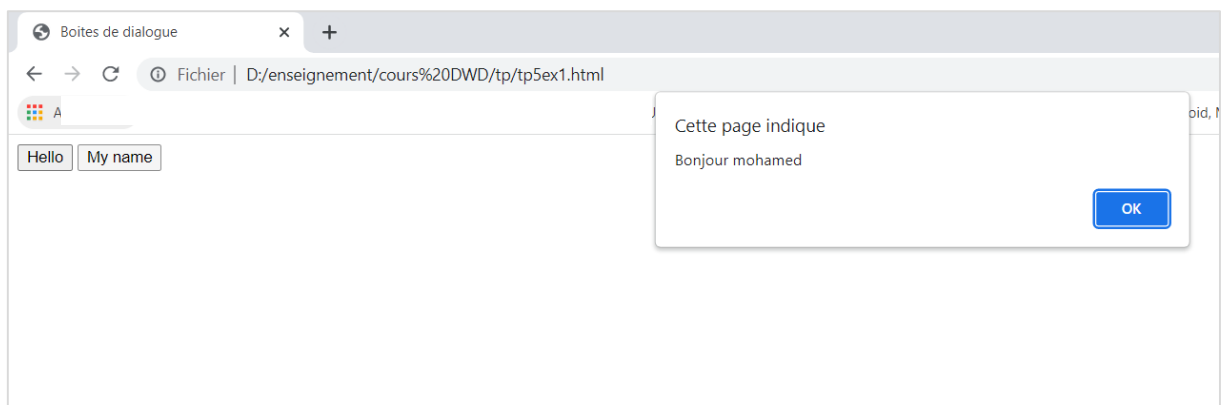 Boites de dialogue
Fichier | D:/enseignement/cours%20DWD/tp/tp5ex1.html
Cette page indique
Bonjour mohamed
OK
Hello My name